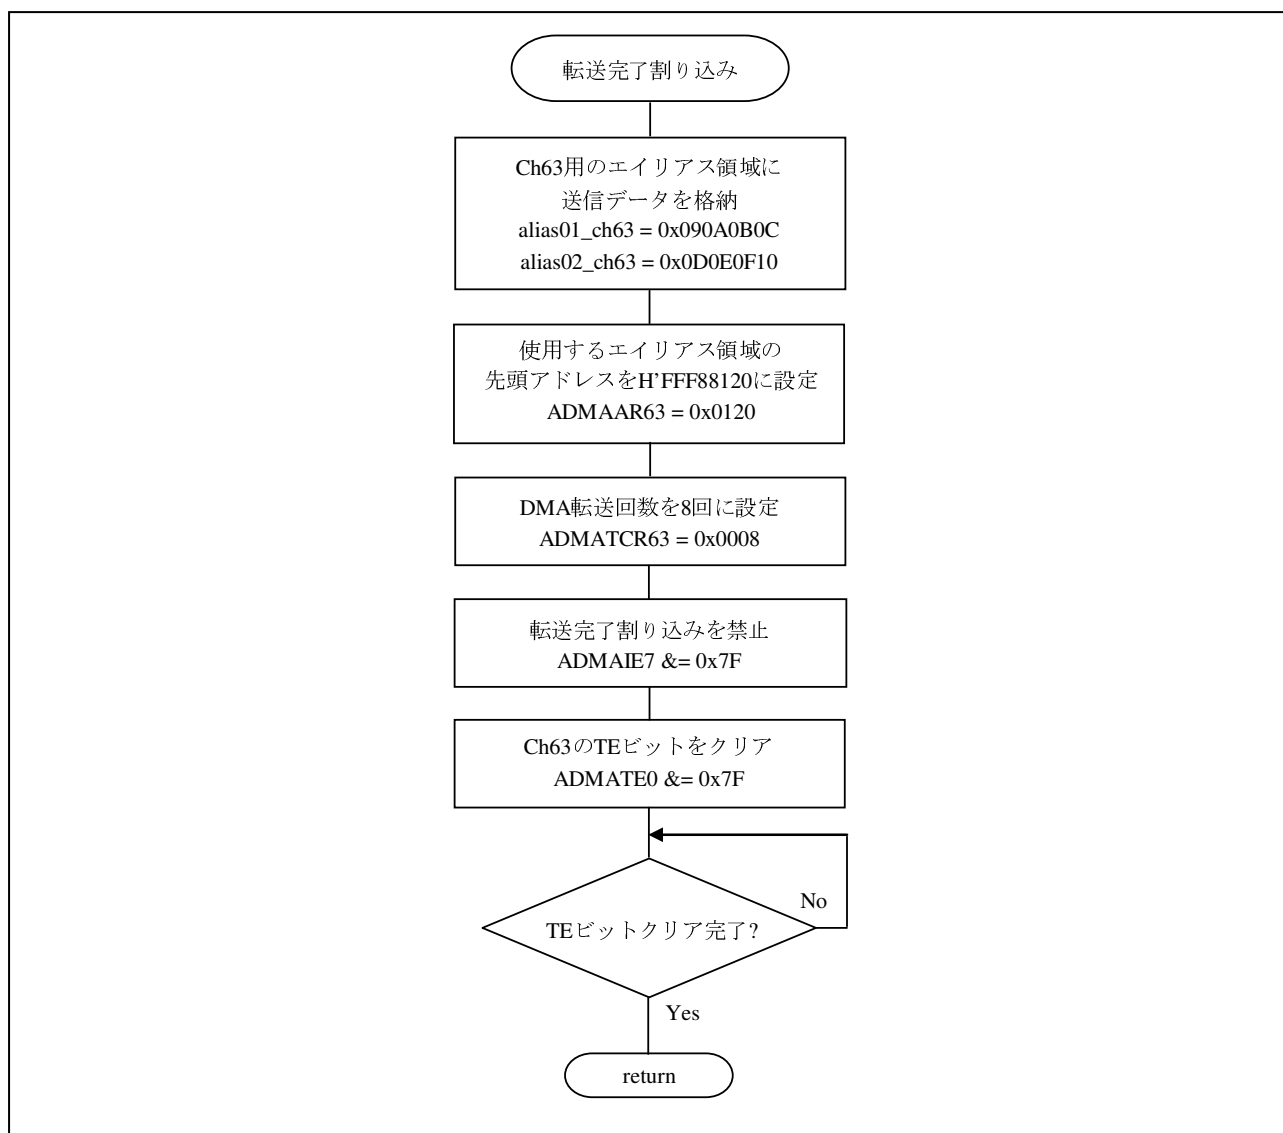 転送完了割り込み
Ch63用のエイリアス領域に
送信データを格納
alias01_ch63 = 0x090A0B0C
alias02_ch63 = 0x0D0E0F10
使用するエイリアス領域の
先頭アドレスをH'FFF88120に設定
ADMAAR63 = 0x0120
DMA転送回数を8回に設定
ADMATCR63 = 0x0008
転送完了割り込みを禁止
ADMAIE7 &= 0x7F
Ch63のTEビットをクリア
ADMATE0 &= 0x7F
No
TEビットクリア完了?
Yes
return